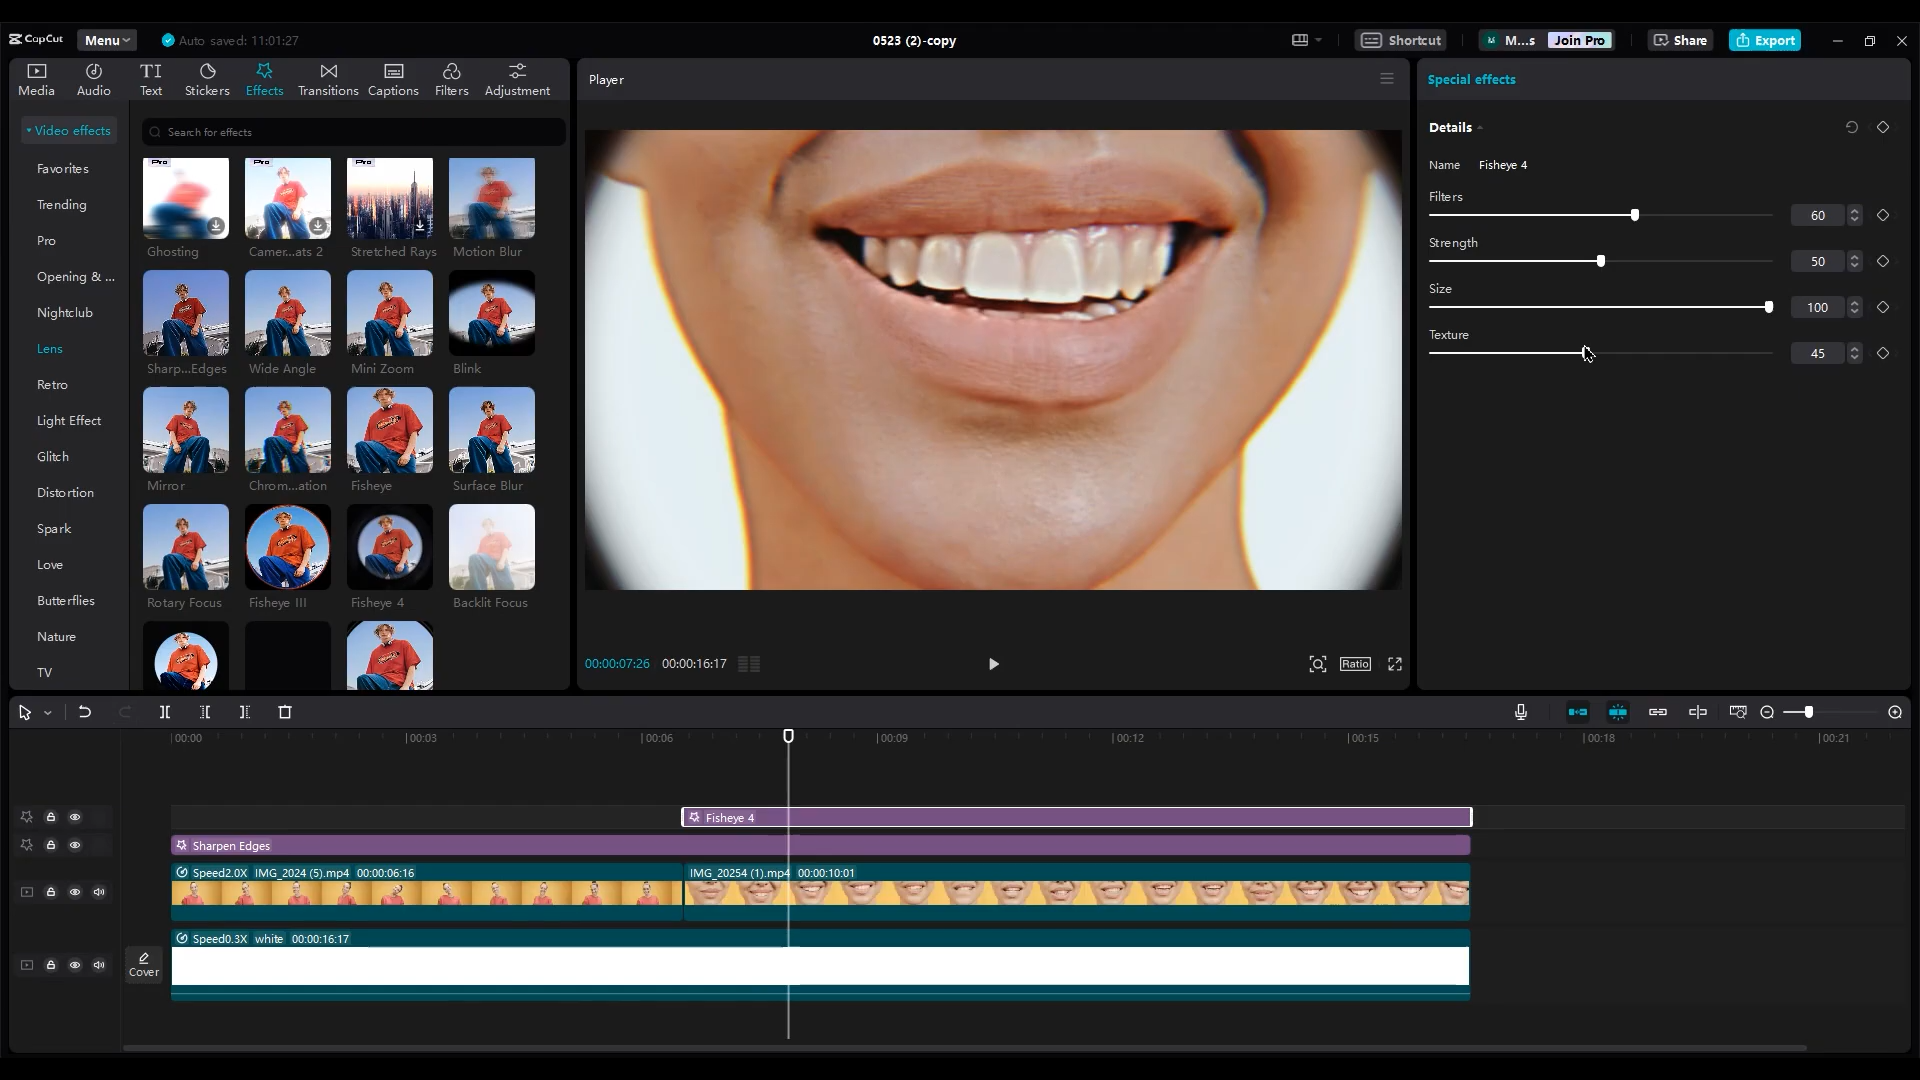 CapCut
Menu
Auto saved: 11:01:27
0523 (2)-copy
Shortcut
M
M...s
Join Pro
Share
Export
Media
Audio
TI
Text
Stickers
Effects
Transitions
Captions
Filters
Adjustment
Video effects
Favorites
Trending
Pro
Opening & ...
Nightclub
Lens
Retro
Light Effect
Glitch
Distortion
Spark
Love
Butterflies
Nature
TV
Search for effects
Pro
Pro
Pro
Ghosting
Camer...ats 2
Stretched Rays
Motion Blur
Sharp...Edges
Wide Angle
Mini Zoom
Blink
Mirror
Chrom...ation
Fisheye
Surface Blur
Rotary Focus
Fisheye III
Fisheye 4
Backlit Focus
Player
00:00:07:26
00:00:16:17
Ratio
Special effects
Details
Name
Fisheye 4
Filters
60
Strength
50
Size
100
Texture
45
00:00
00:03
00:06
00:09
00:12
00:15
00:18
00:21
Fisheye 4
Sharpen Edges
Speed2.0X IMG_2024 (5).mp4 00:00:06:16
IMG_20254 (1).mp4 00:00:10:01
Cover
Speed0.3X white 00:00:16:17